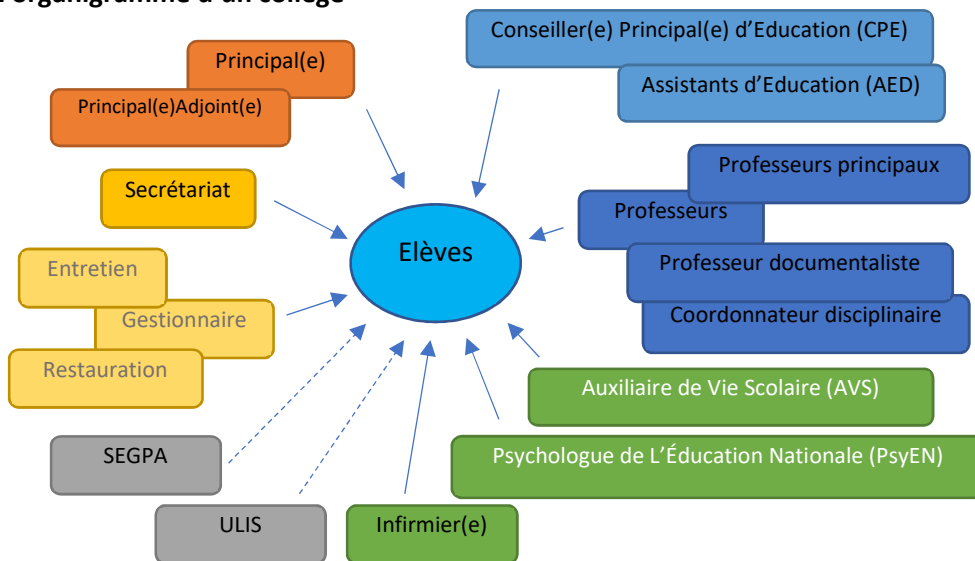 organigramme d'un collège
Conseiller(e) Principal(e) d'Education (CPE)
Principal(e)
Assistants d'Education (AED)
Principal(e)Adjoint(e)
Professeurs principaux
Secrétariat
Professeurs
Elèves
Entretien
Professeur documentaliste
Gestionnaire
Coordonnateur disciplinaire
Restauration
Auxiliaire de Vie Scolaire (AVS)
SEGPA
Psychologue de L'Éducation Nationale (PsyEN)
ULIS
Infirmier(e)